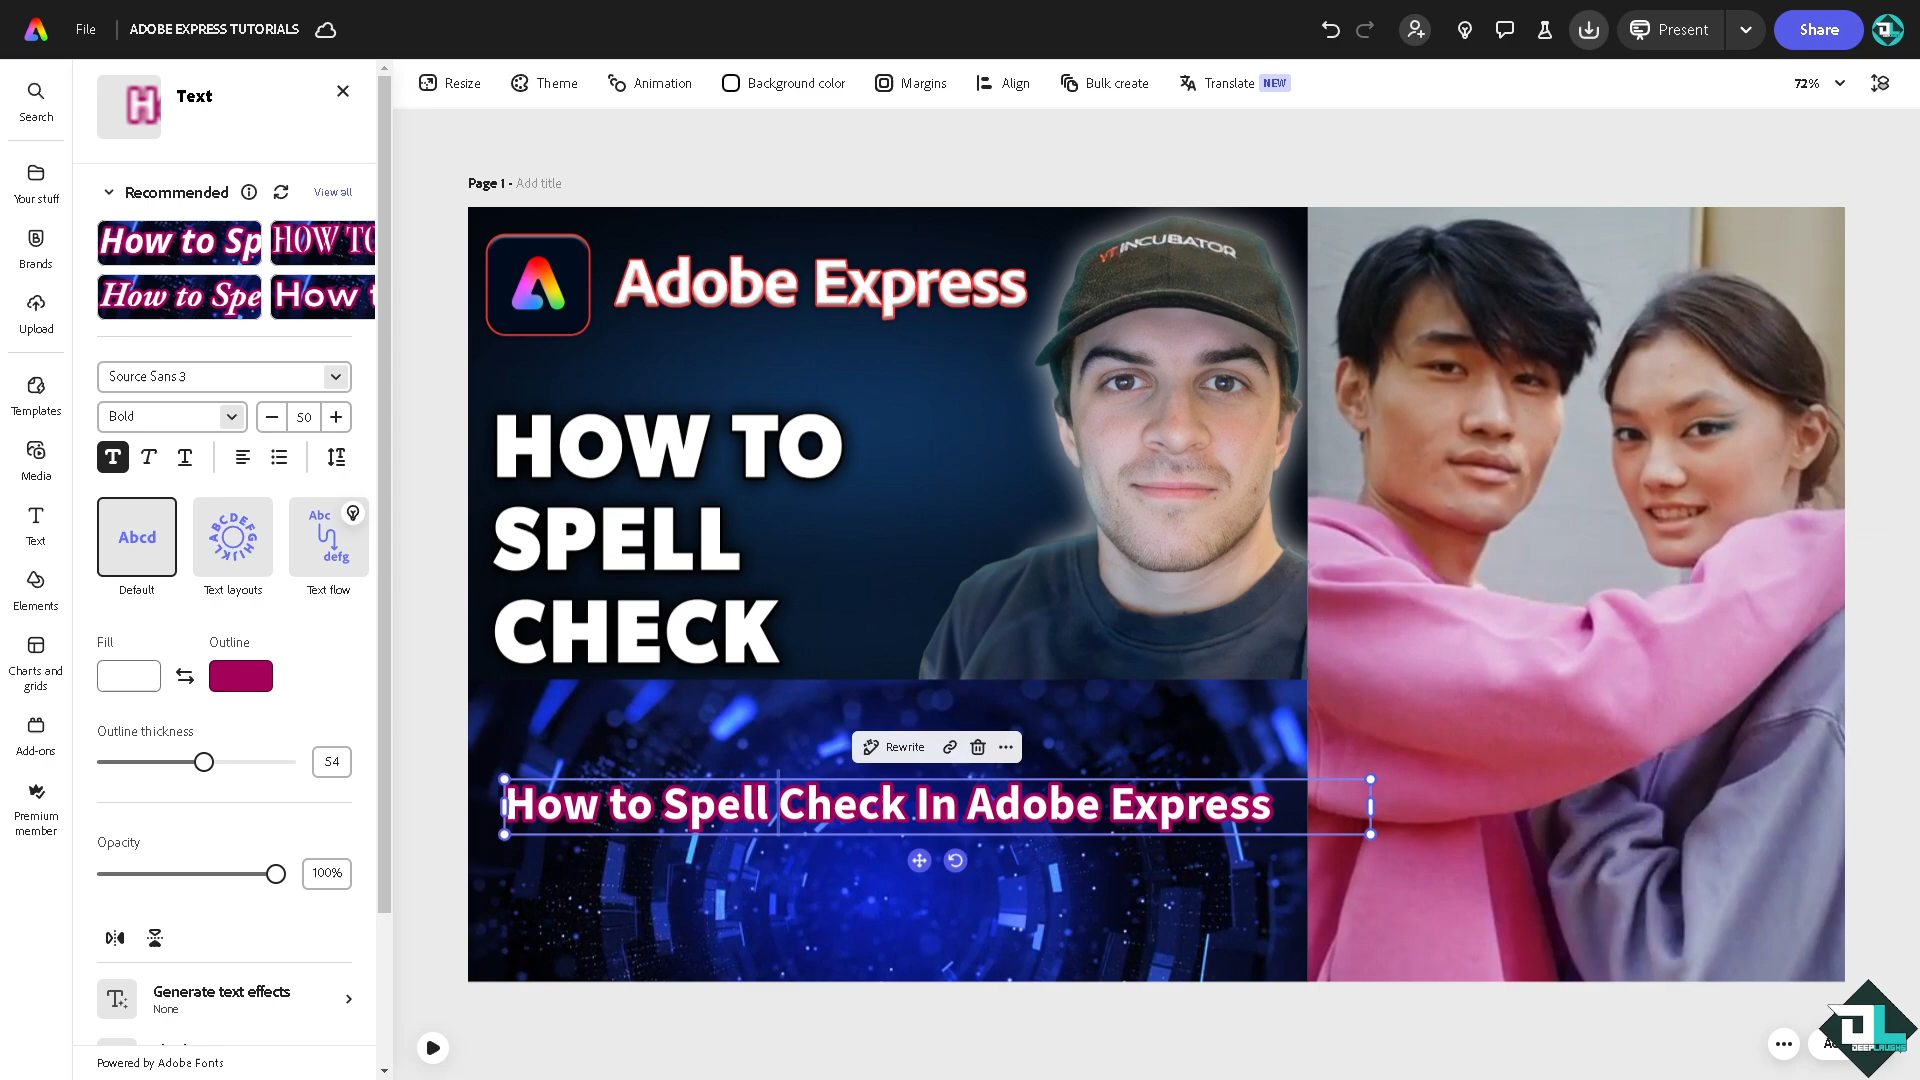 File
ADOBE EXPRESS TUTORIALS
Present
Share
Search
Your stuff
Brands
Upload
Templates
Media
Text
Elements
Charts and
grids
Add-ons
Premium
member
Text
Recommended
View all
How to Sp
HOW TO
How to Spe
How t
Source Sans 3
Bold
50
Abcd
Default
Text layouts
Abc
defg
Text flow
Fill
Outline
Outline thickness
54
Opacity
100%
Generate text effects
None
Powered by Adobe Fonts
Resize
Theme
Animation
Background color
Margins
Align
Bulk create
Translate NEW
72%
Page 1 - Add title
Adobe Express
YT INCUBATOR
HOW TO
SPELL
CHECK
Rewrite
How to Spell Check In Adobe Express
DL
DEEPLAUGHS